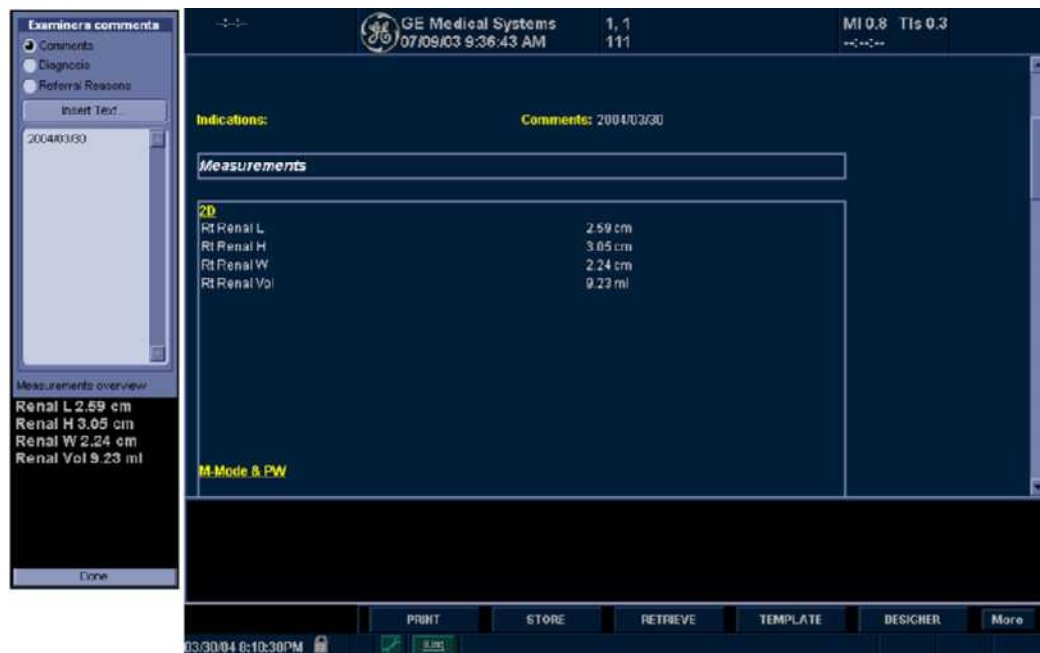 Examiners comments
Comments
Diagnosis
Referral Reasons
Insert Text...
2004/03/30
Measurements overview
Renal L 2.59 cm
Renal H 3.05 cm
Renal W 2.24 cm
Renal Vol 9.23 ml
Done
--:--:--
GE Medical Systems
07/09/03 9:36:43 AM
1, 1
111
MI 0.8 TIs 0.3
--:--:--
Indications:
Comments: 2004/03/30
Measurements
2D
Rt Renal L 2.59 cm
Rt Renal H 3.05 cm
Rt Renal W 2.24 cm
Rt Renal Vol 9.23 ml
M-Mode & PW
PRINT STORE RETRIEVE TEMPLATE DESIGNER More
03/30/04 8:10:30PM